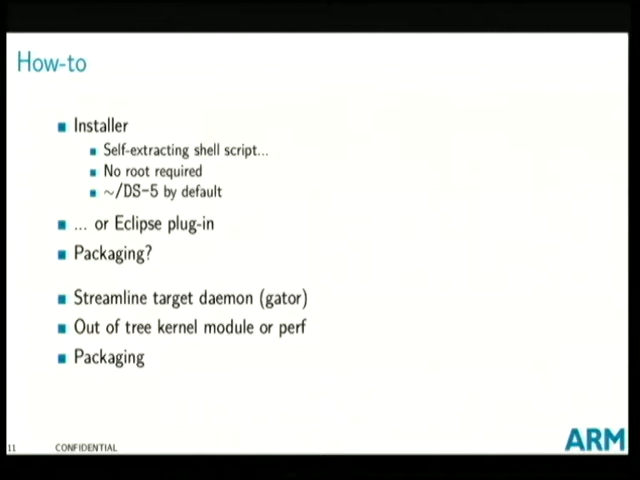 How-to
Installer
Self-extracting shell script...
No root required
~/DS-5 by default
... or Eclipse plug-in
Packaging?
Streamline target daemon (gator)
Out of tree kernel module or perf
Packaging
11 CONFIDENTIAL
ARM